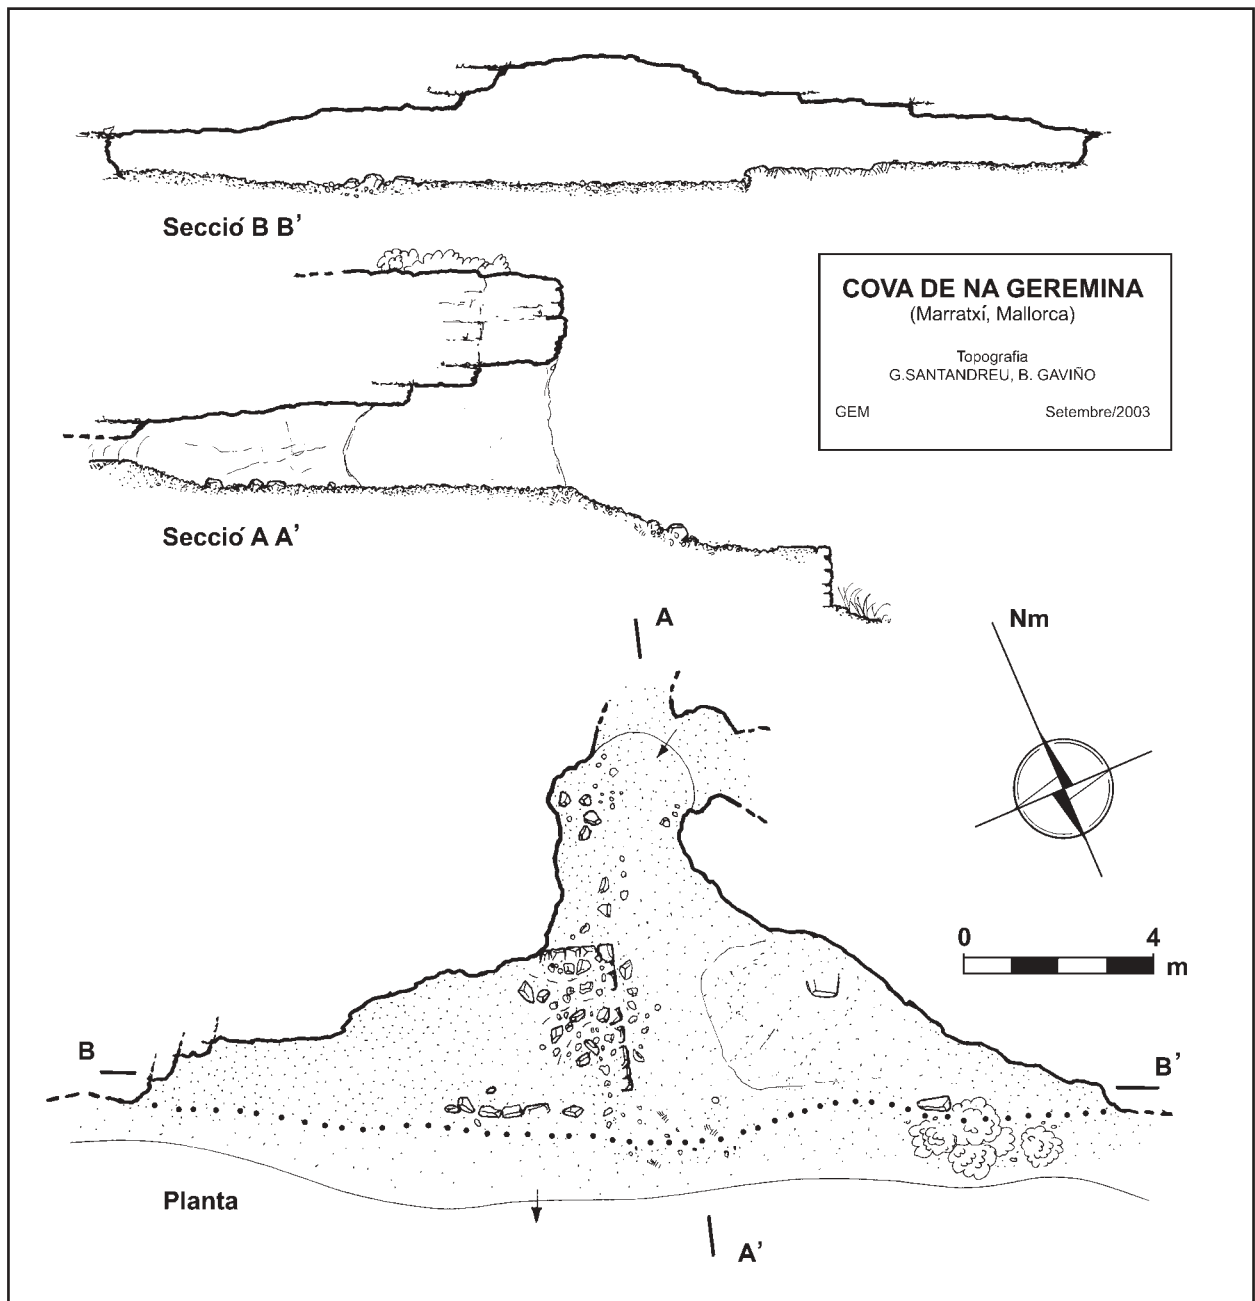 Secció B B’
COVA DE NA GEREMINA
(Marratxí, Mallorca)
Topografia
G.SANTANDREU, B. GAVIÑO
GEM Setembre/2003
Secció A A’
A
Nm
0 4
m
B
B’
Planta
A’